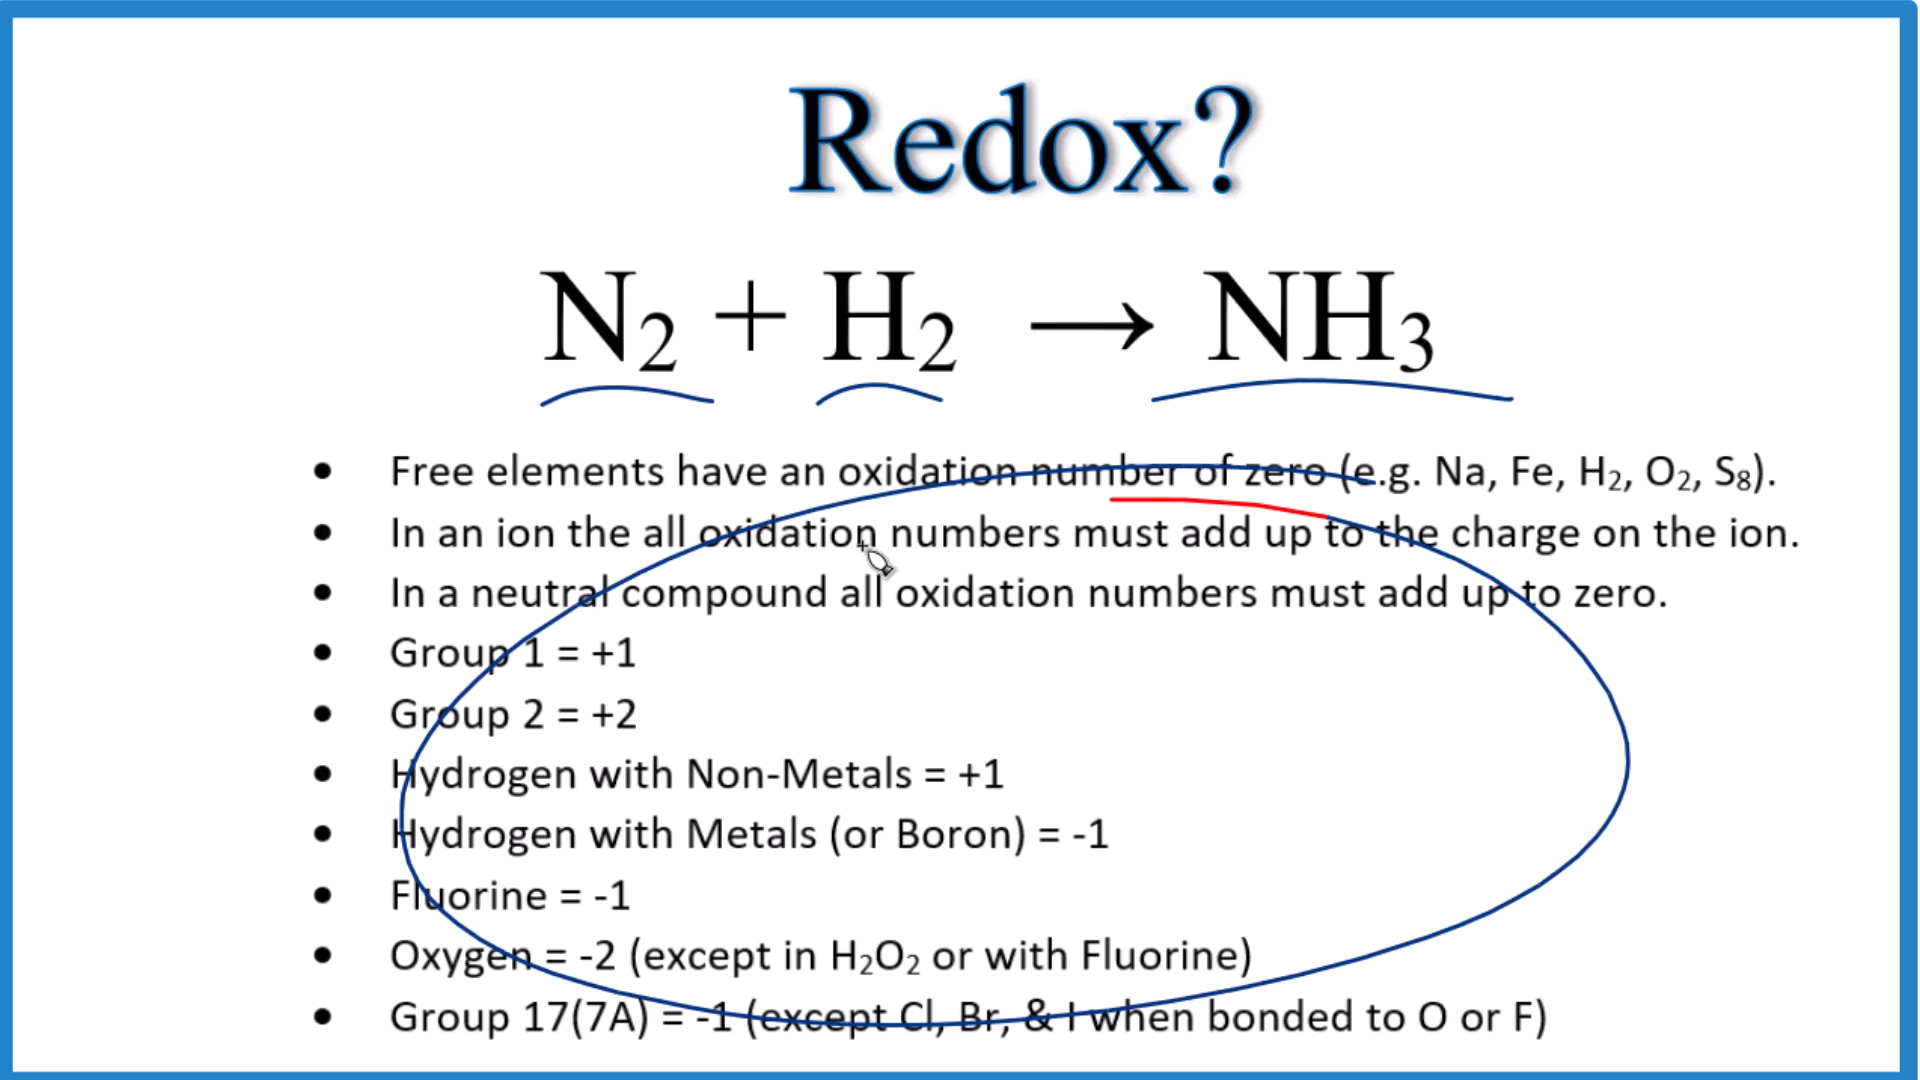 Redox?
N₂ + H₂ → NH₃
• Free elements have an oxidation number of zero (e.g. Na, Fe, H₂, O₂, S₈).
• In an ion the all oxidation numbers must add up to the charge on the ion.
• In a neutral compound all oxidation numbers must add up to zero.
• Group 1 = +1
• Group 2 = +2
• Hydrogen with Non-Metals = +1
• Hydrogen with Metals (or Boron) = -1
• Fluorine = -1
• Oxygen = -2 (except in H₂O₂ or with Fluorine)
• Group 17(7A) = -1 (except Cl, Br, & I when bonded to O or F)